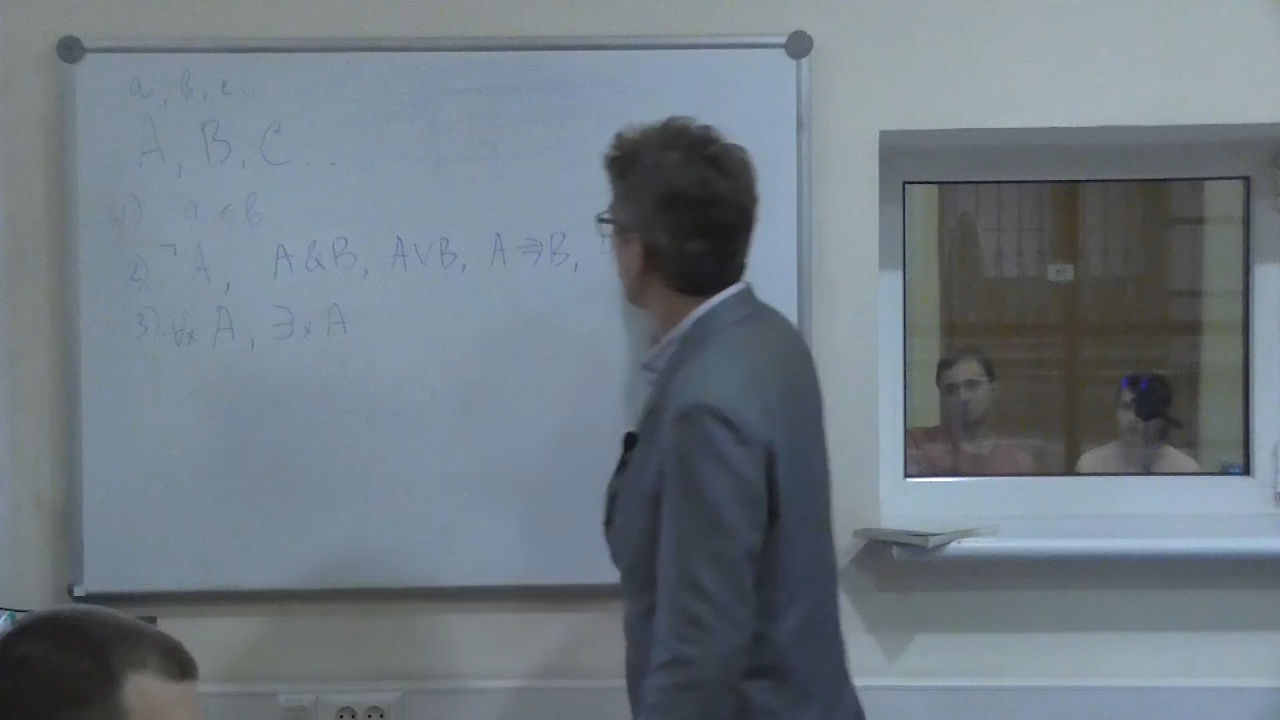 a, b, c...
A, B, C...
1) a ∈ b
2) ¬A, A&B, A∨B, A⇒B,
3) ∀x A, ∃x A